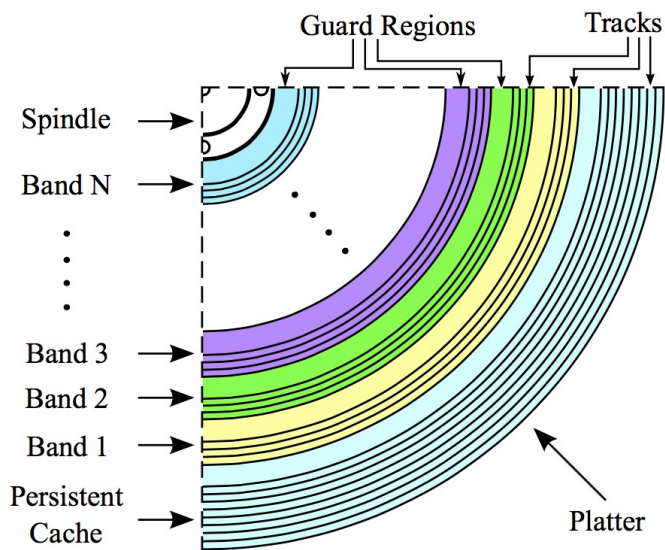 Guard Regions
Tracks
Spindle
Band N
Band 3
Band 2
Band 1
Persistent
Cache
Platter